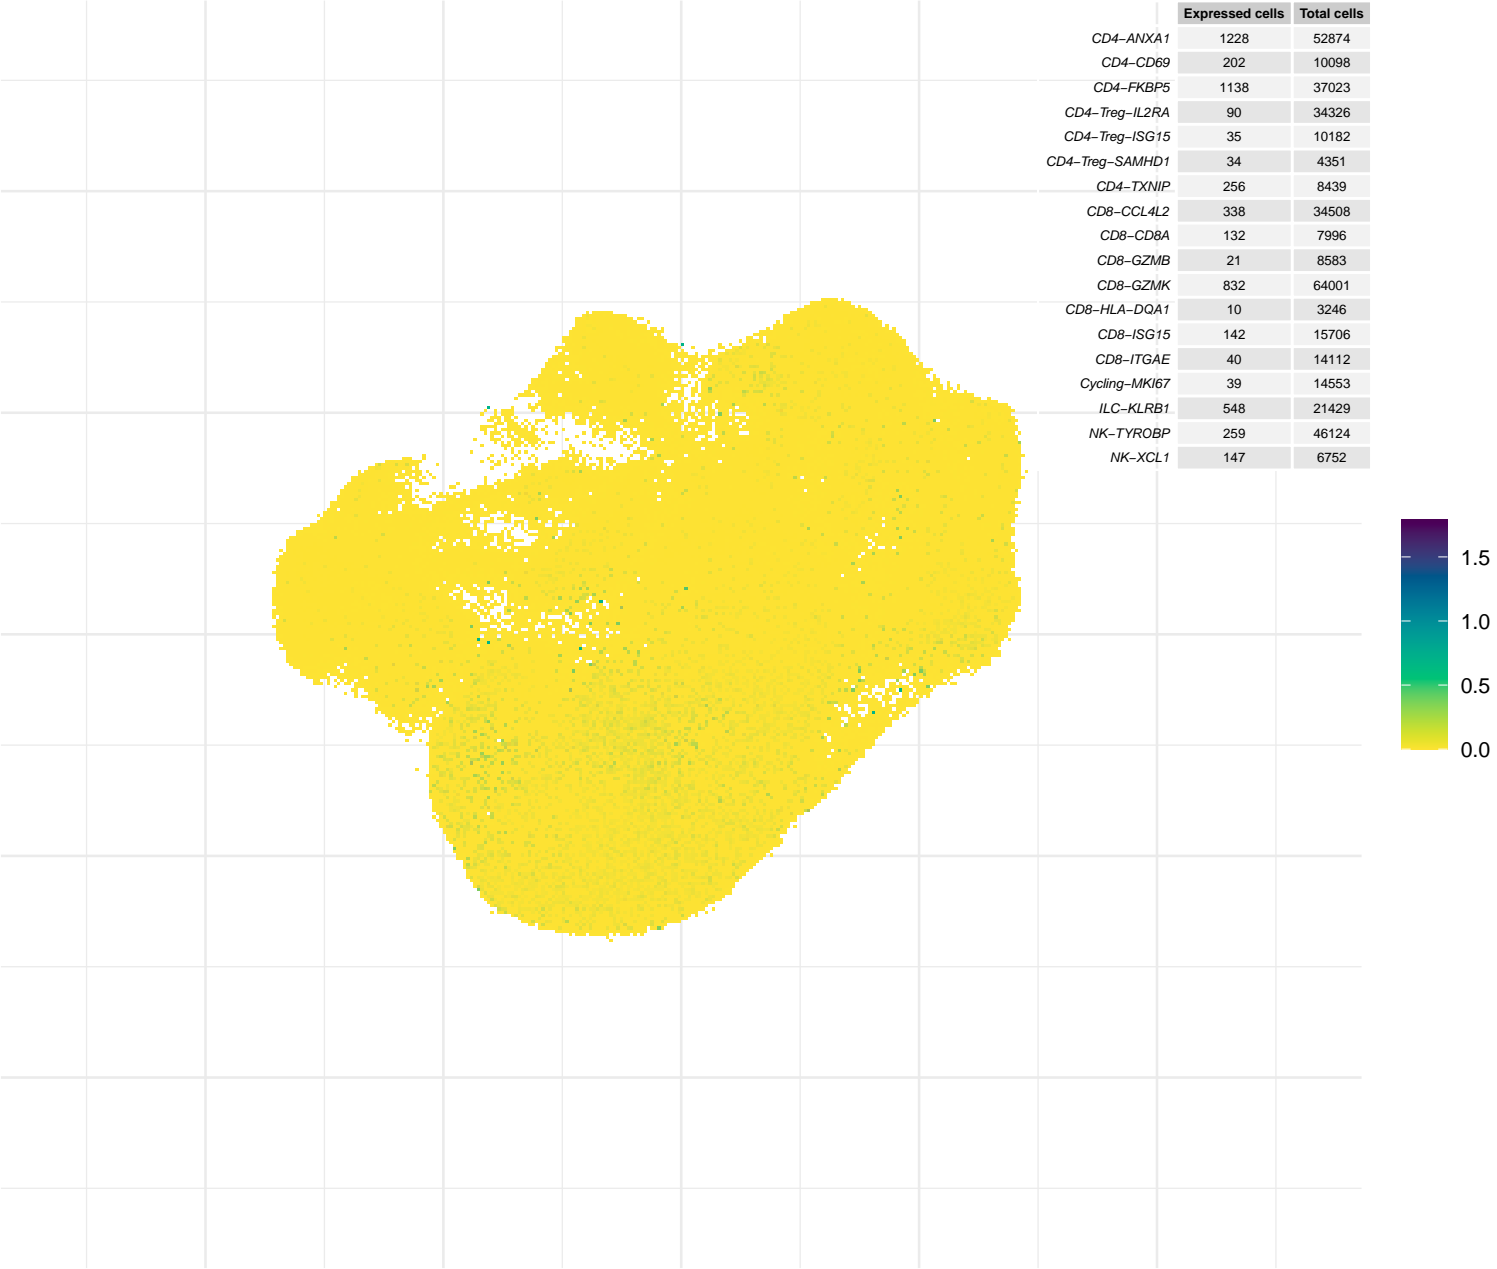 Expressed cells Total cells
CD4−ANXA1 1228 52874
CD4−CD69 202 10098
CD4−FKBP5 1138 37023
CD4−Treg−IL2RA 90 34326
CD4−Treg−ISG15 35 10182
CD4−Treg−SAMHD1 34 4351
CD4−TXNIP 256 8439
CD8−CCL4L2 338 34508
CD8−CD8A 132 7996
CD8−GZMB 21 8583
CD8−GZMK 832 64001
CD8−HLA−DQA1 10 3246
CD8−ISG15 142 15706
CD8−ITGAE 40 14112
Cycling−MKI67 39 14553
ILC−KLRB1 548 21429
NK−TYROBP 259 46124
NK−XCL1 147 6752
1.5
1.0
0.5
0.0